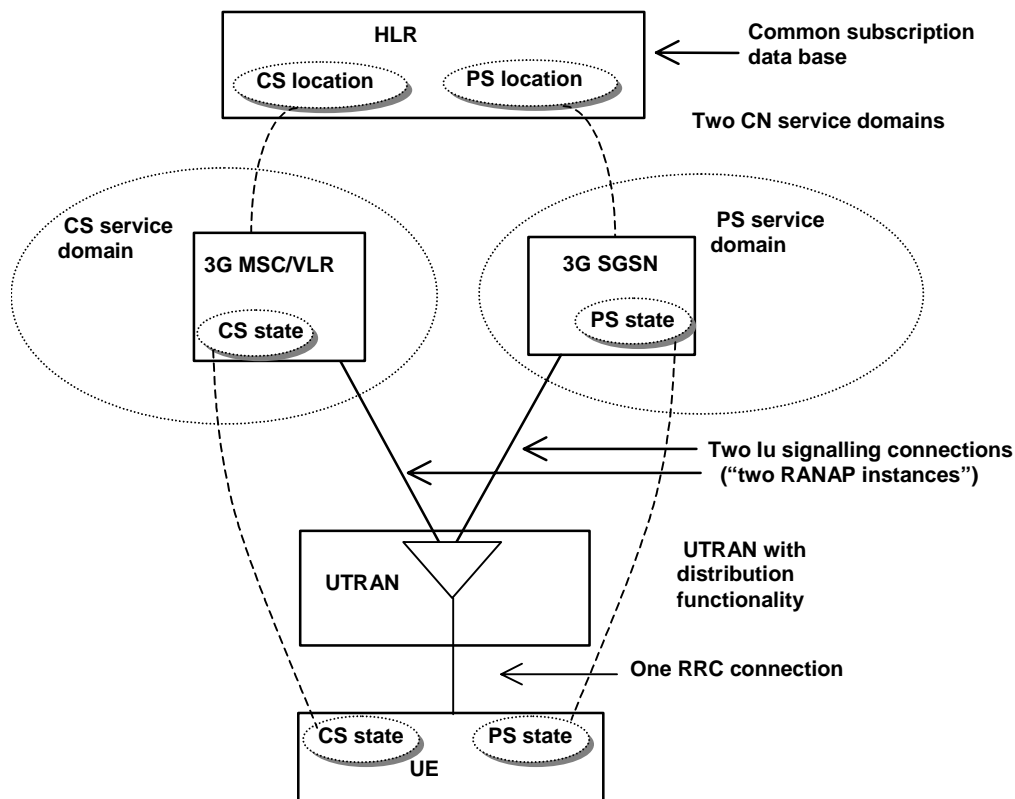 HLR
Common subscription
data base
CS location
PS location
Two CN service domains
CS service
domain
PS service
domain
3G MSC/VLR
3G SGSN
CS state
PS state
Two Iu signalling connections
(“two RANAP instances”)
UTRAN
UTRAN with
distribution
functionality
One RRC connection
CS state
PS state
UE